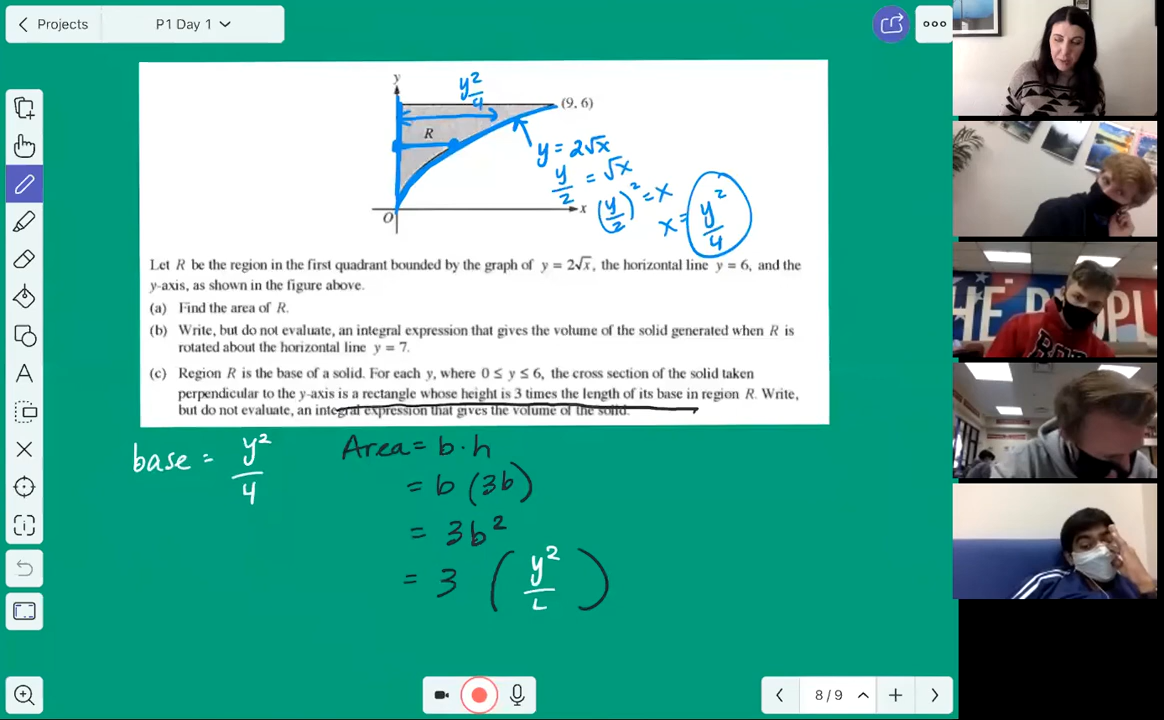 Projects
P1 Day 1
y
y²/4
(9, 6)
R
y = 2√x
y/2 = √x
(y/2)² = x
x = y²/4
O
x
Let R be the region in the first quadrant bounded by the graph of y = 2√x, the horizontal line y = 6, and the
y-axis, as shown in the figure above.
(a) Find the area of R.
(b) Write, but do not evaluate, an integral expression that gives the volume of the solid generated when R is
rotated about the horizontal line y = 7.
(c) Region R is the base of a solid. For each y, where 0 ≤ y ≤ 6, the cross section of the solid taken
perpendicular to the y-axis is a rectangle whose height is 3 times the length of its base in region R. Write,
but do not evaluate, an integral expression that gives the volume of the solid.
base = y²/4
Area = b·h
= b (3b)
= 3b²
= 3 (y²/L)
A
8/9
HE PEOPL